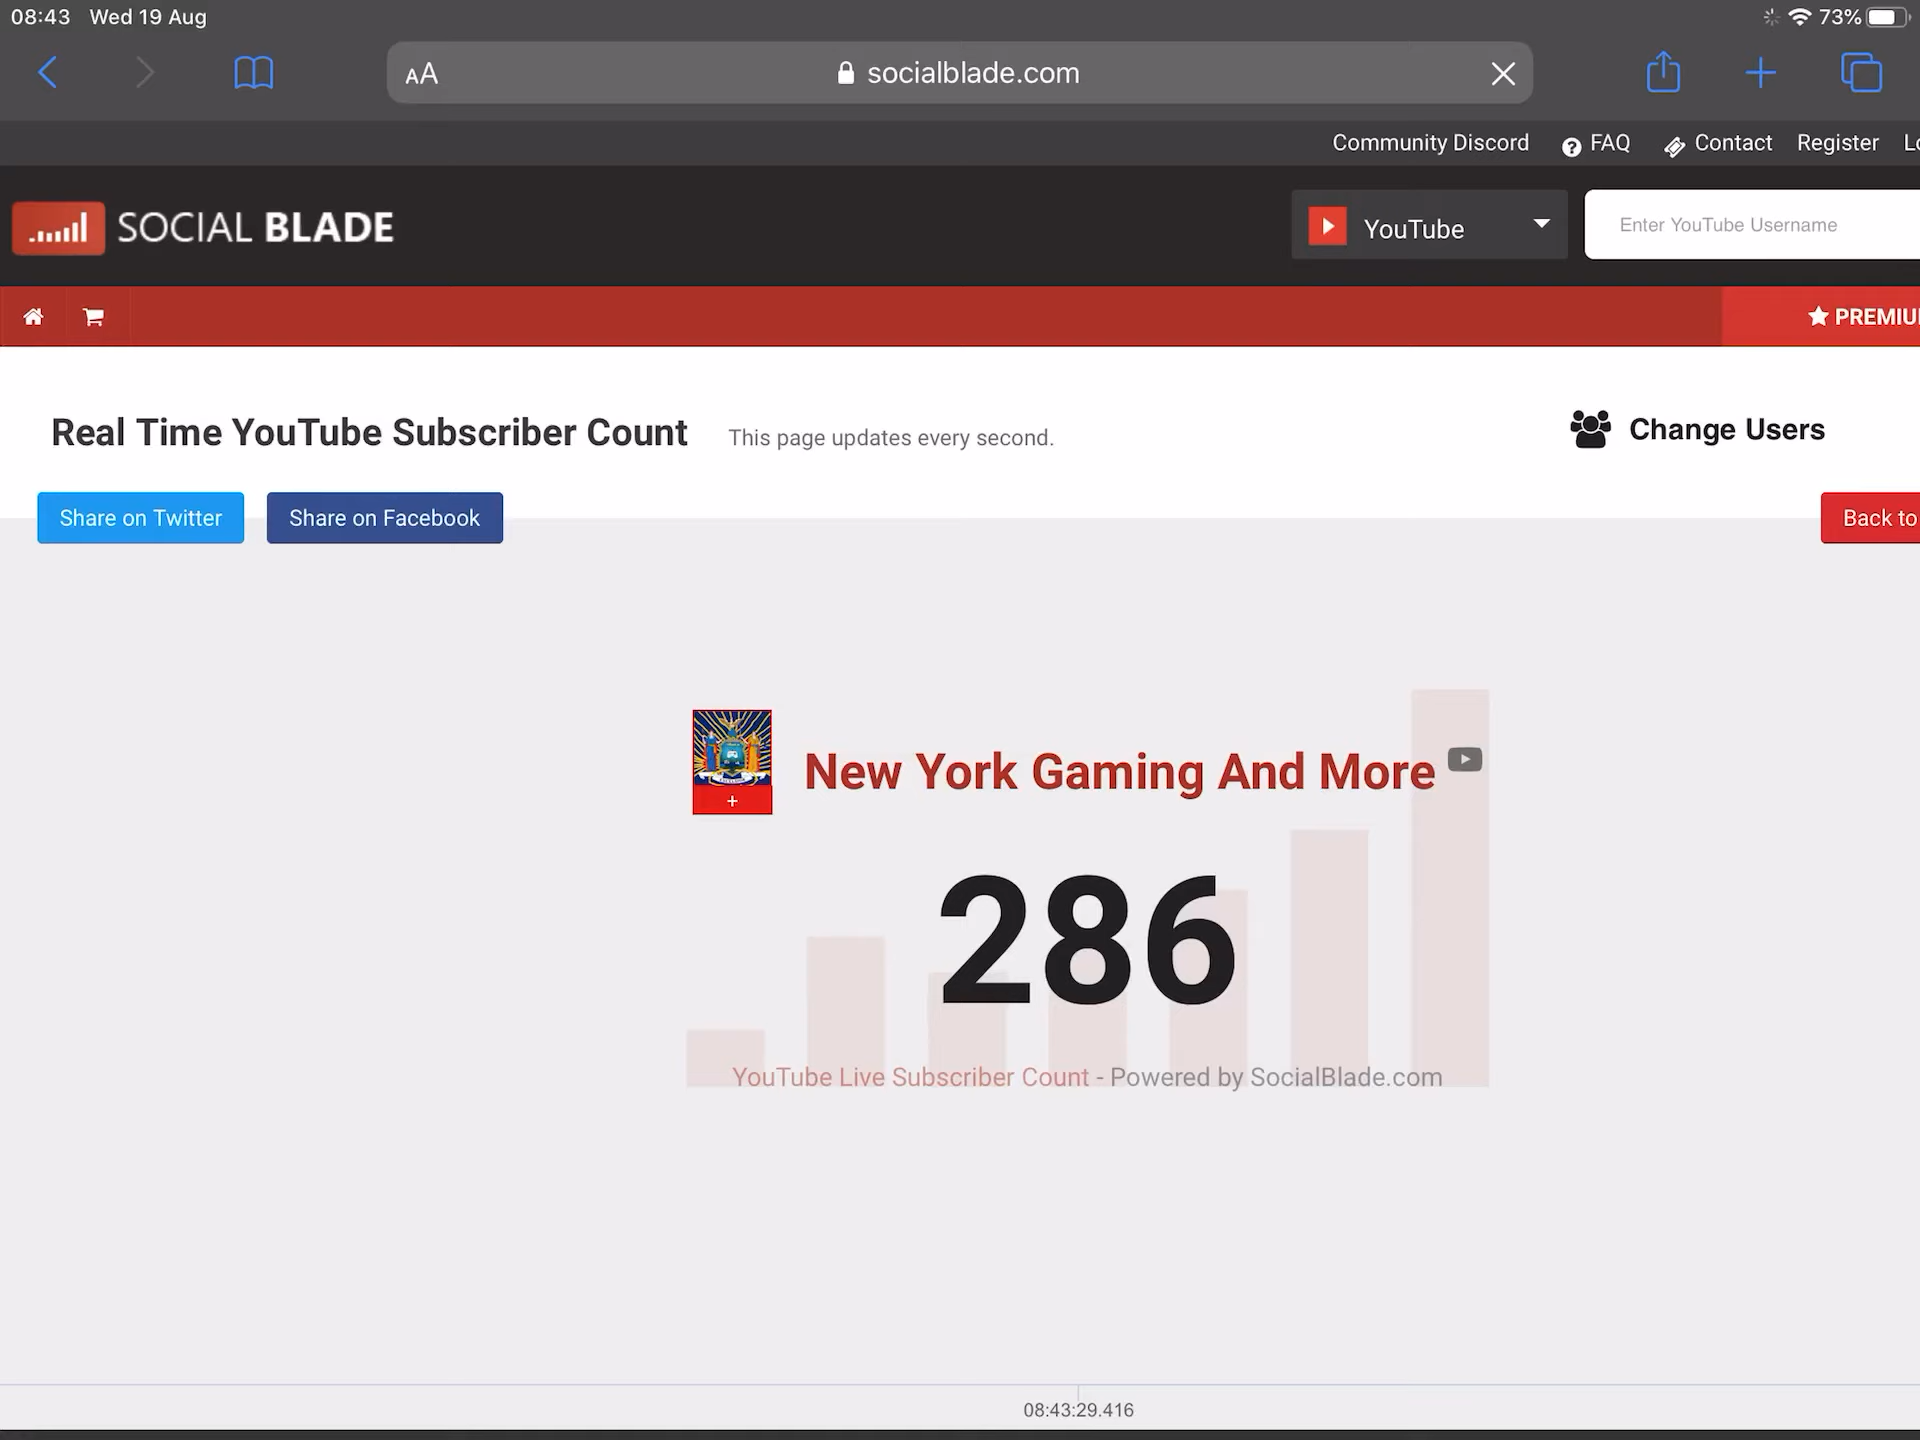 08:43 Wed 19 Aug
73%
AA
socialblade.com
Community Discord
FAQ
Contact
Register
SOCIAL BLADE
YouTube
Enter YouTube Username
Real Time YouTube Subscriber Count
This page updates every second.
Change Users
Share on Twitter
Share on Facebook
Back to
+
New York Gaming And More
286
YouTube Live Subscriber Count - Powered by SocialBlade.com
08:43:29.416